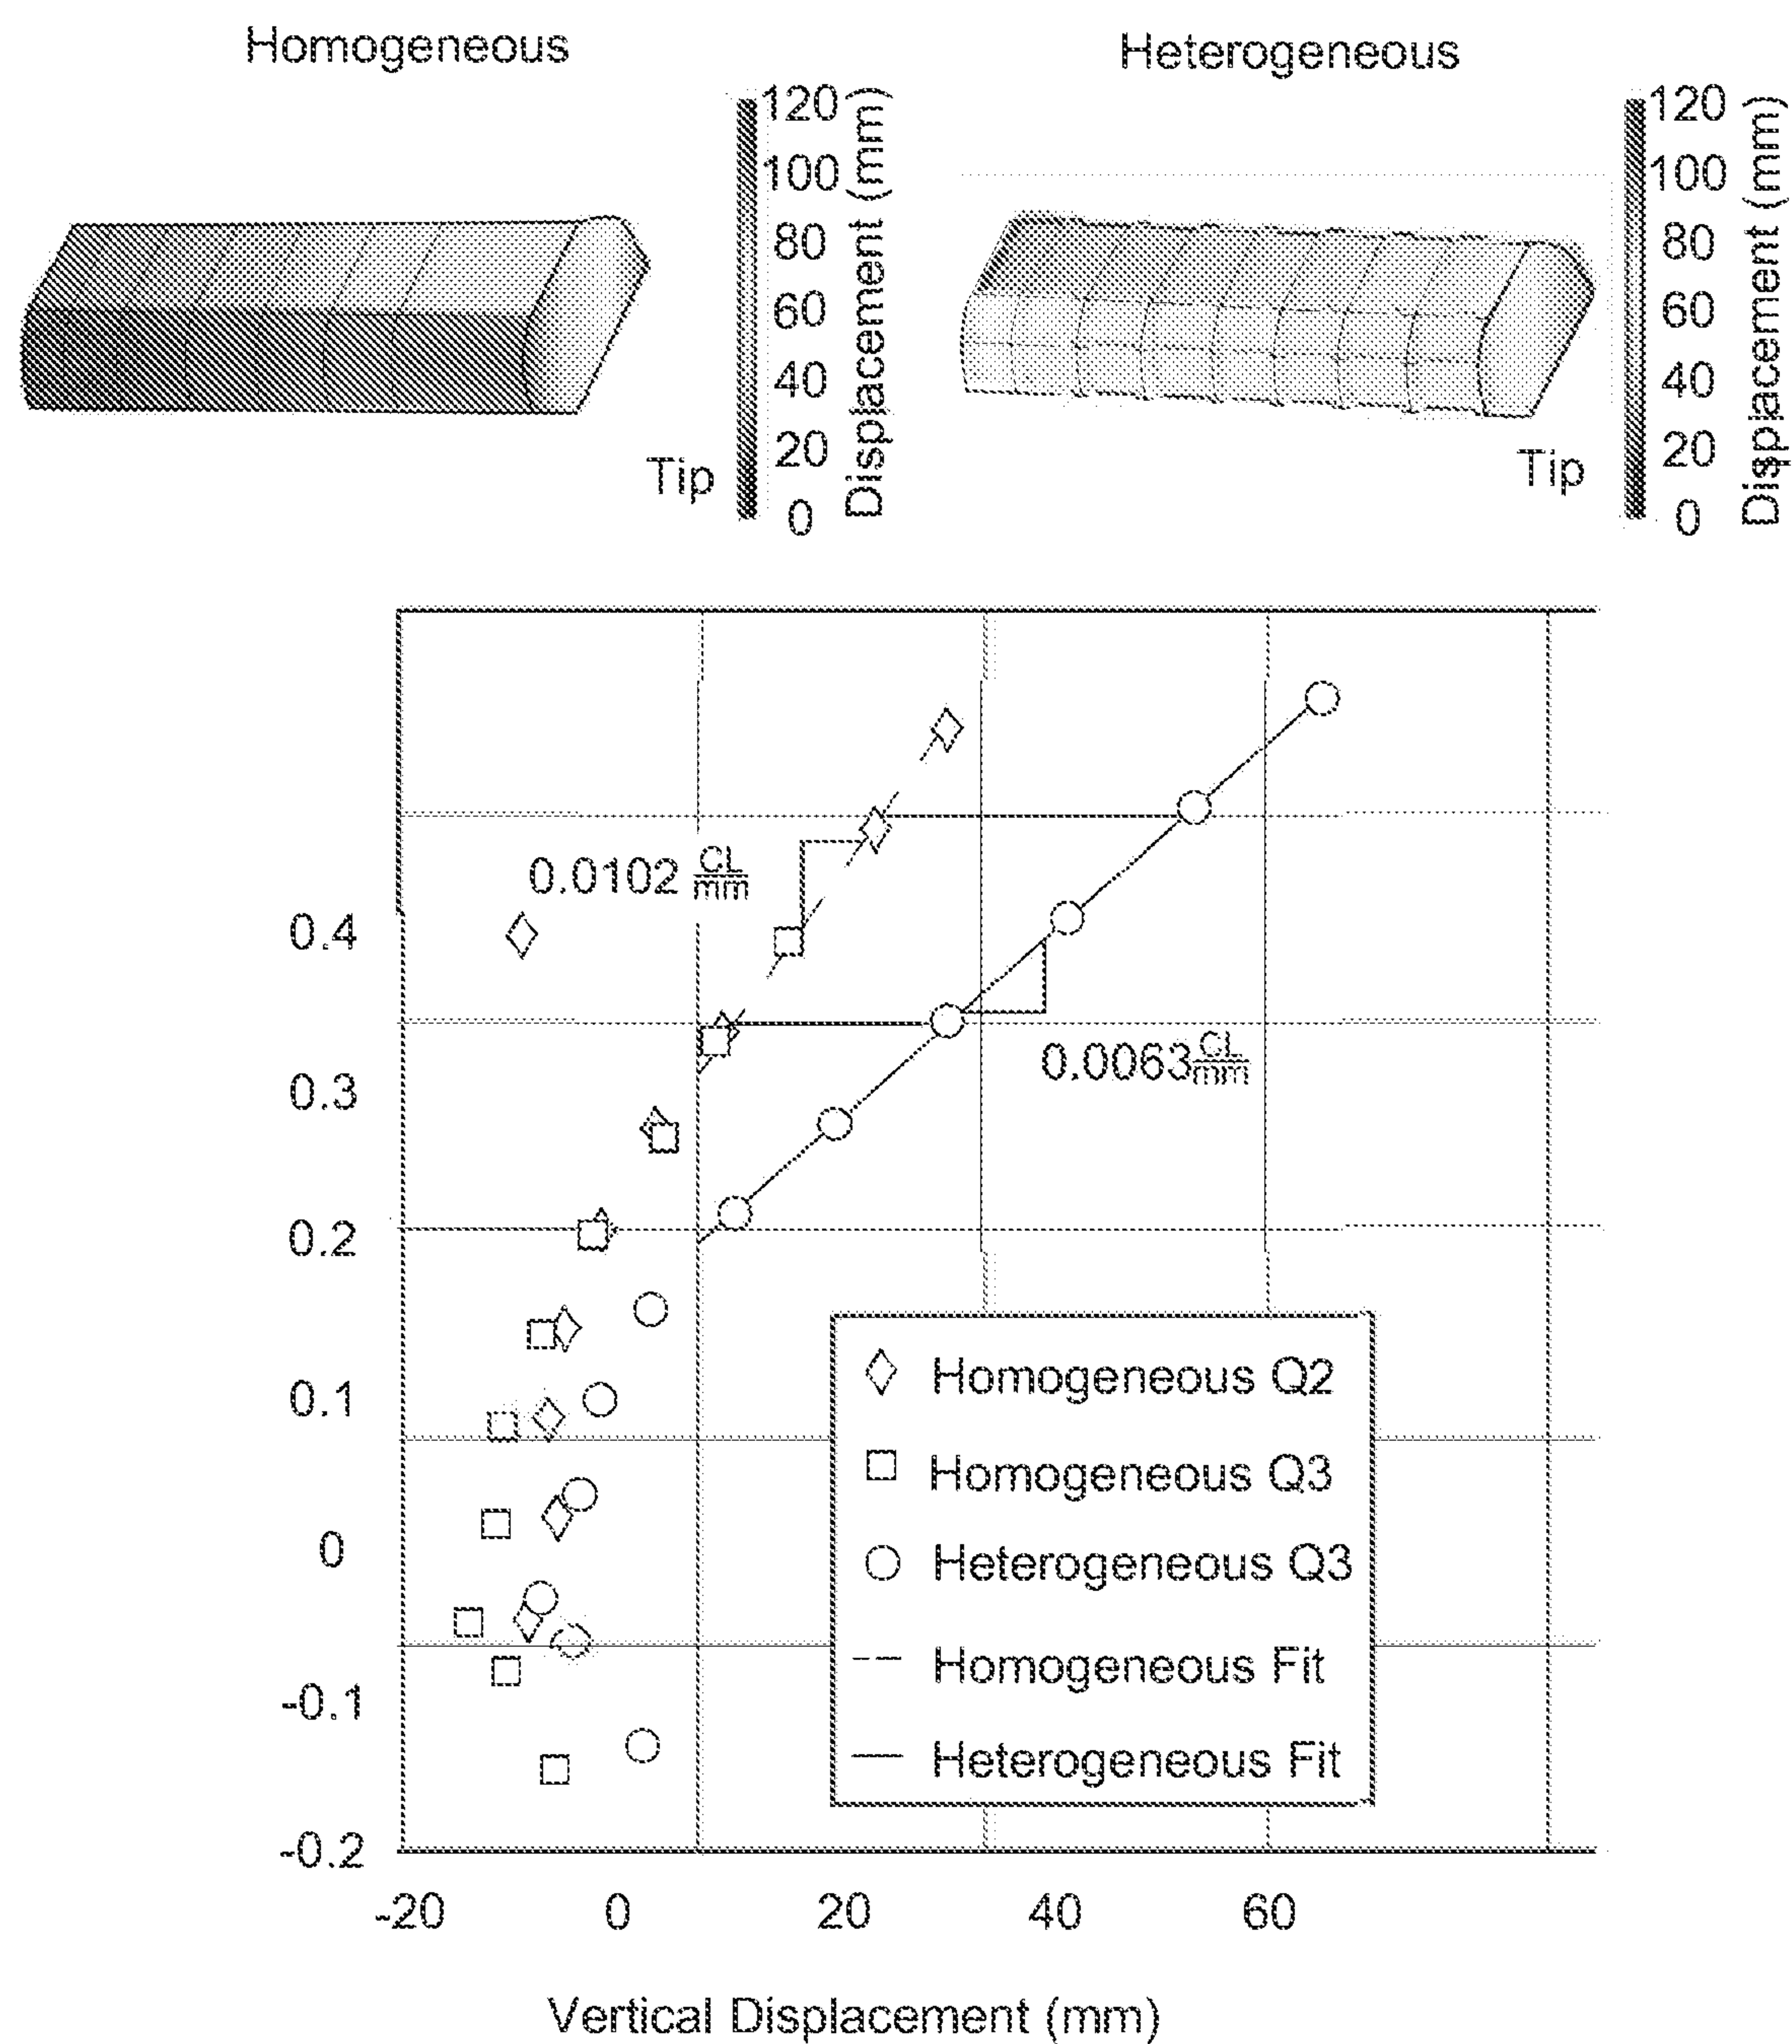 Homogeneous
Heterogeneous
120
100
80
60
40
20
0
Displacement (mm)
Tip
120
100
80
60
40
20
0
Displacement (mm)
Tip
0.0102 CL/mm
0.0063 CL/mm
0.4
0.3
0.2
0.1
0
-0.1
-0.2
-20 0 20 40 60
Vertical Displacement (mm)
Homogeneous Q2
Homogeneous Q3
Heterogeneous Q3
Homogeneous Fit
Heterogeneous Fit